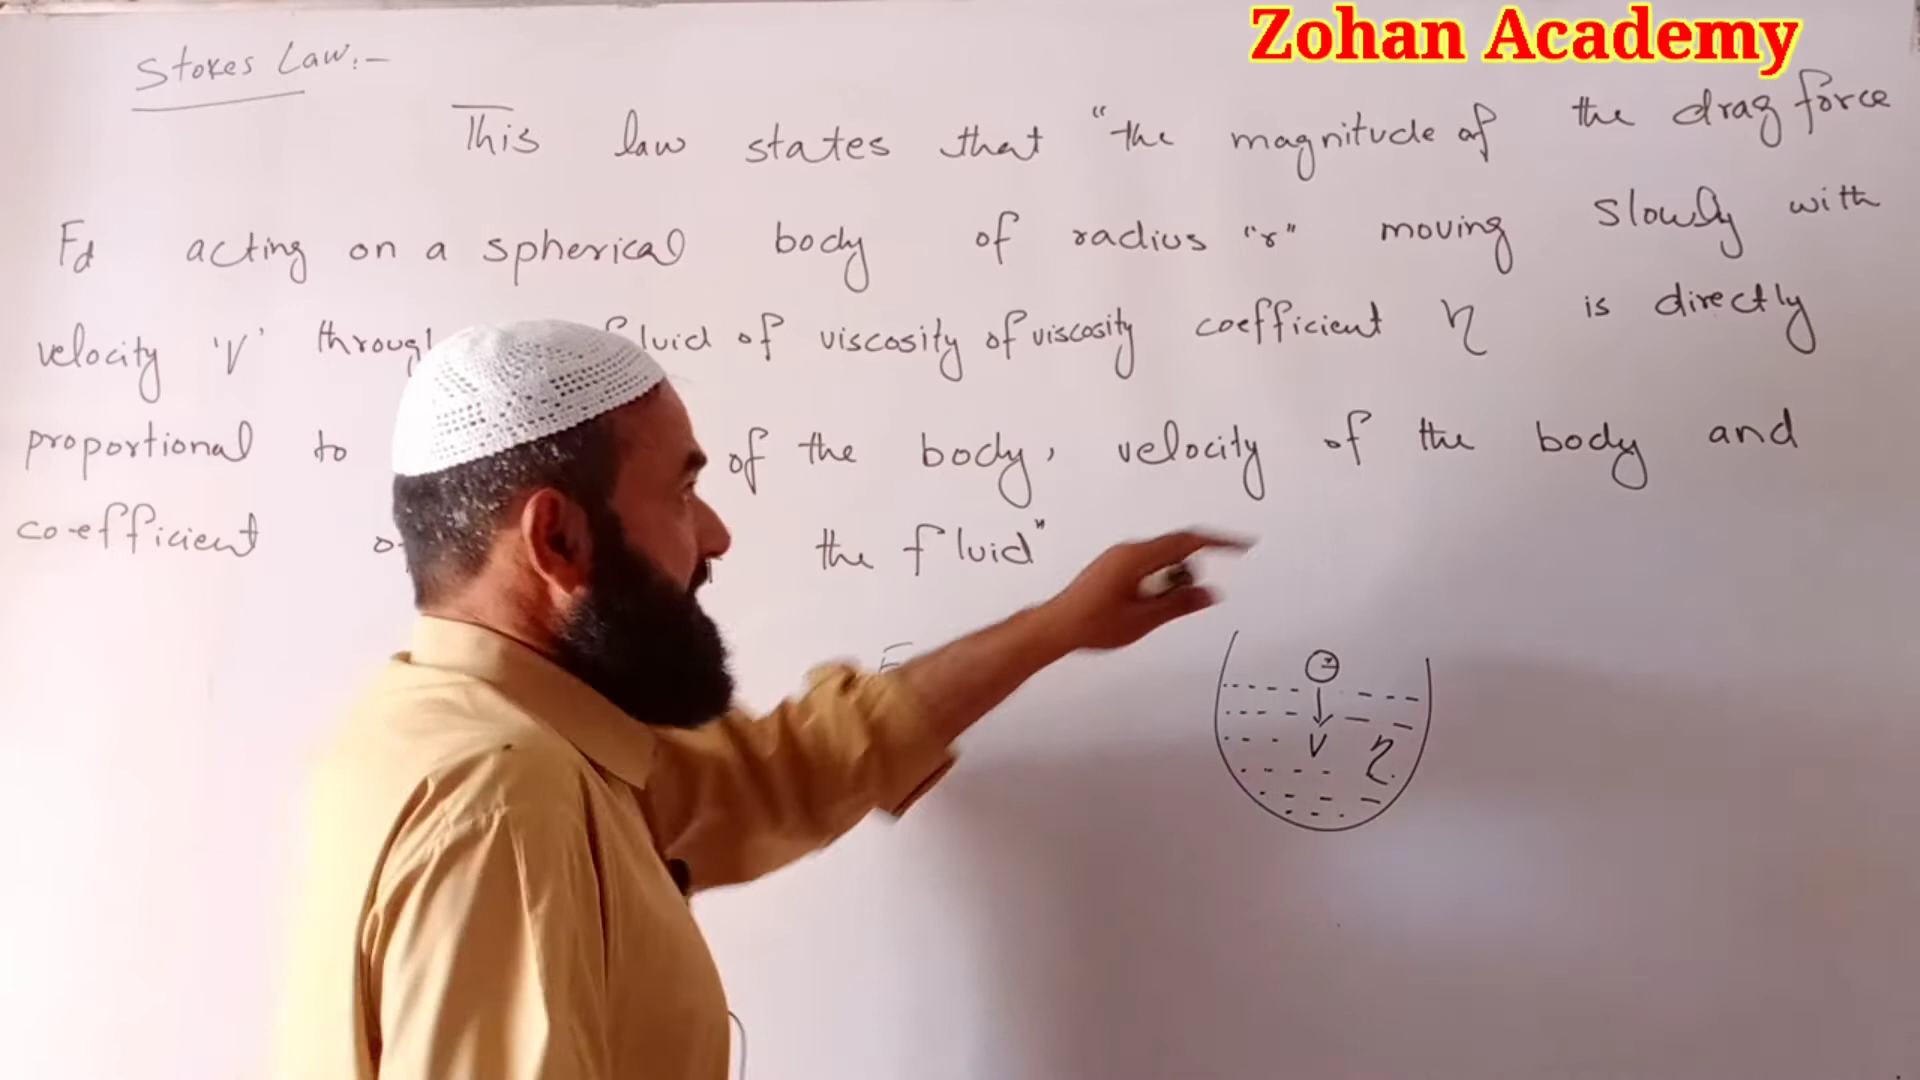 Zohan Academy
Stokes Law:-
This law states that "the magnitude of the drag force
Fd acting on a spherical body of radius "r" moving slowly with
velocity 'V' fluid of viscosity of viscosity coefficient η is directly
proportional to of the body, velocity of the body and
co-efficient the fluid"
r
V η